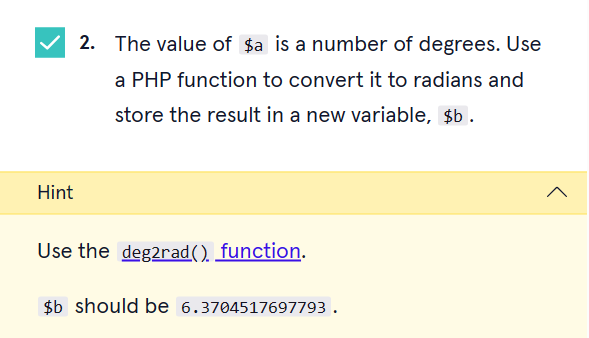 2. The value of $a is a number of degrees. Use
a PHP function to convert it to radians and
store the result in a new variable, $b.
Hint
Use the deg2rad() function.
$b should be 6.3704517697793.